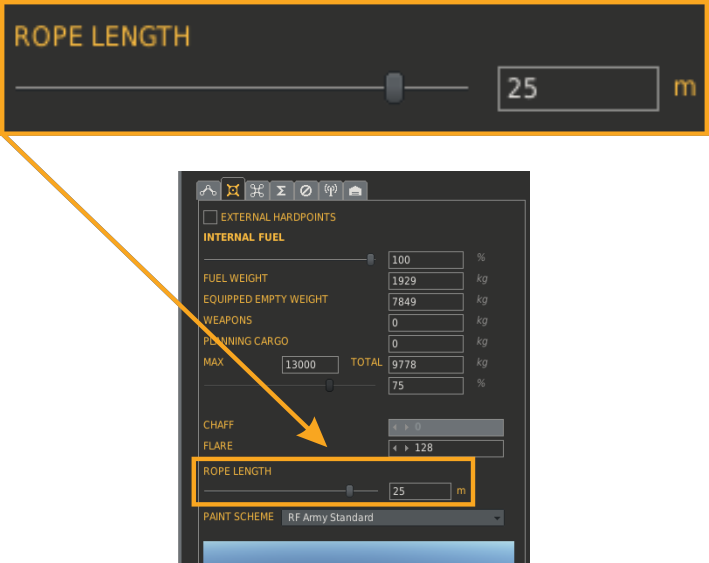 ROPE LENGTH
25 m
EXTERNAL HARDPOINTS
INTERNAL FUEL
100 %
FUEL WEIGHT 1929 kg
EQUIPPED EMPTY WEIGHT 7849 kg
WEAPONS 0 kg
PLANNING CARGO 0 kg
MAX 13000 TOTAL 9778 kg
75 %
CHAFF 0
FLARE 128
ROPE LENGTH
25 m
PAINT SCHEME RF Army Standard